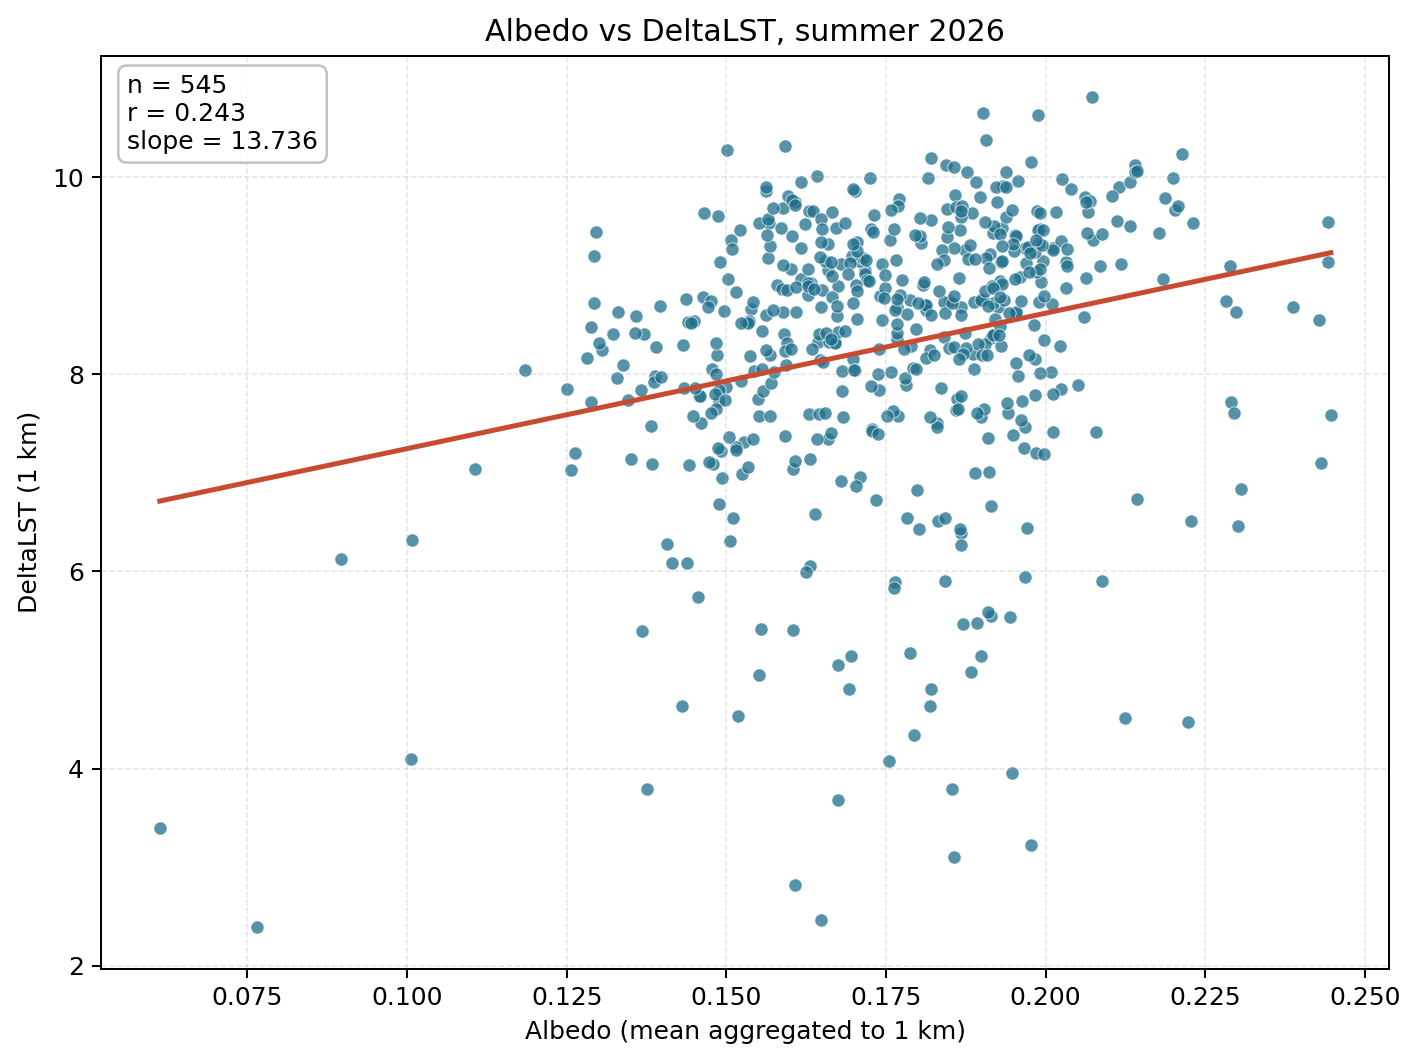 Albedo vs DeltaLST, summer 2026
n = 545
r = 0.243
slope = 13.736
DeltaLST (1 km)
10
8
6
4
2
0.075
0.100
0.125
0.150
0.175
0.200
0.225
0.250
Albedo (mean aggregated to 1 km)